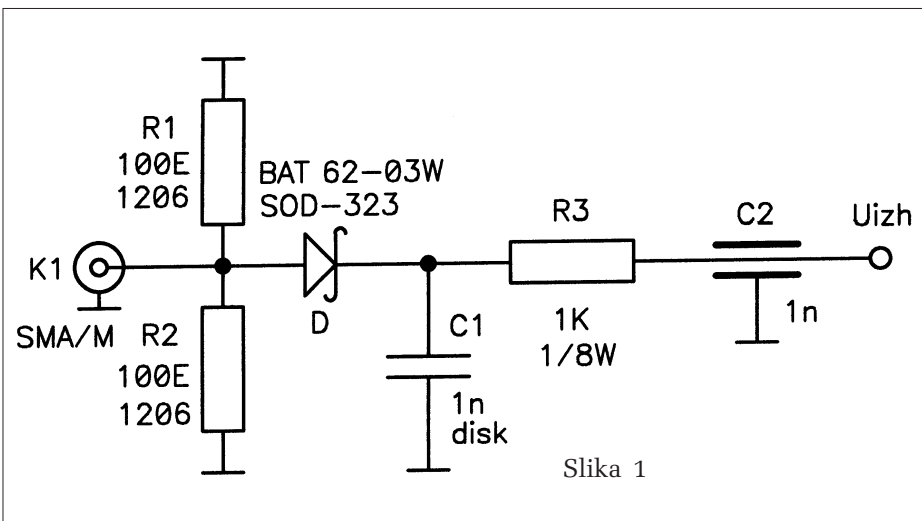 R1
100E
1206
BAT 62-03W
SOD-323
K1
SMA/M
R2
100E
1206
D
C1
1n
disk
R3
1K
1/8W
C2
1n
Uizh
Slika 1